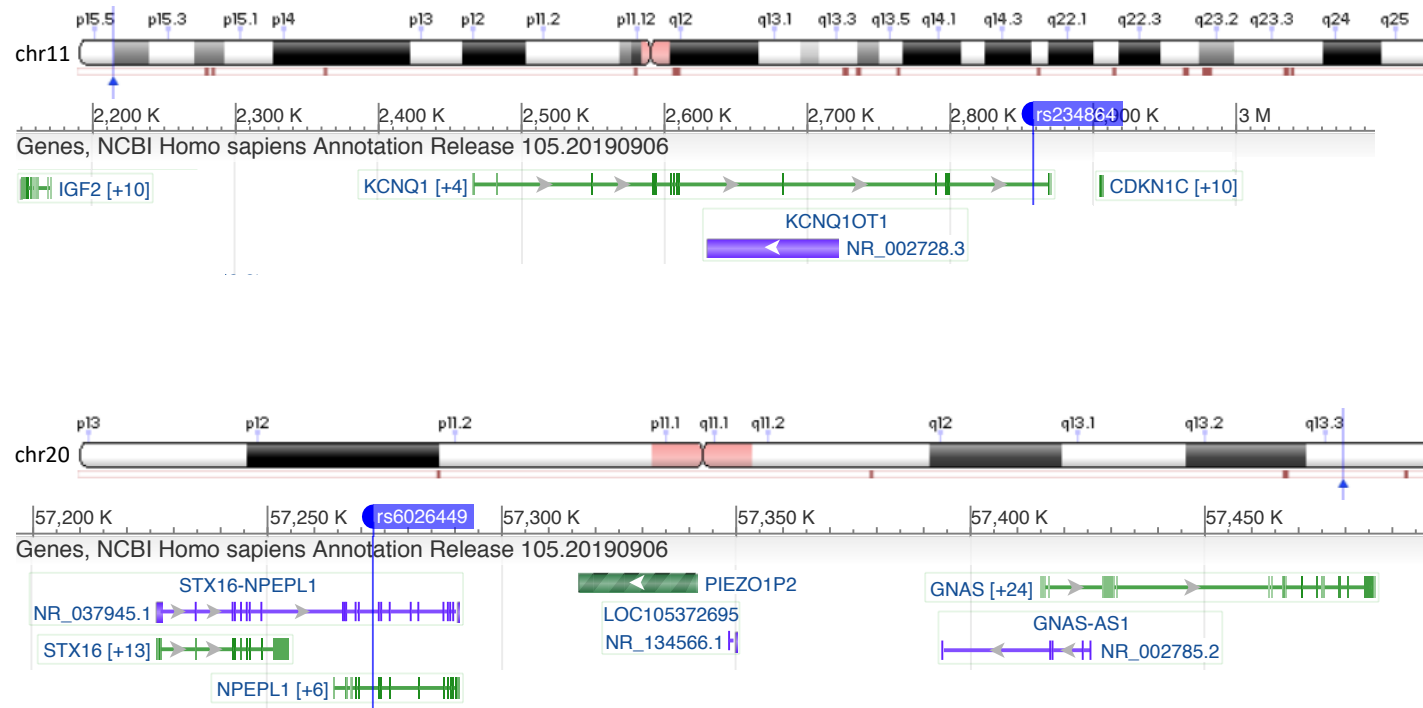 p15.5 p15.3 p15.1 p14 p13 p12 p11.2 p11.12 q12 q13.1 q13.3 q13.5 q14.1 q14.3 q22.1 q22.3 q23.2 q23.3 q24 q25
chr11
2,200 K 2,300 K 2,400 K 2,500 K 2,600 K 2,700 K 2,800 K rs234864 2,900 K 3 M
Genes, NCBI Homo sapiens Annotation Release 105.20190906
IGF2 [+10] KCNQ1 [+4] CDKN1C [+10]
KCNQ1OT1
NR_002728.3
p13 p12 p11.2 p11.1 q11.1 q11.2 q12 q13.1 q13.2 q13.3
chr20
57,200 K 57,250 K rs6026449 57,300 K 57,350 K 57,400 K 57,450 K
Genes, NCBI Homo sapiens Annotation Release 105.20190906
STX16-NPEPL1 PIEZO1P2 GNAS [+24]
NR_037945.1 LOC105372695 GNAS-AS1
STX16 [+13] NR_134566.1 NR_002785.2
NPEPL1 [+6]